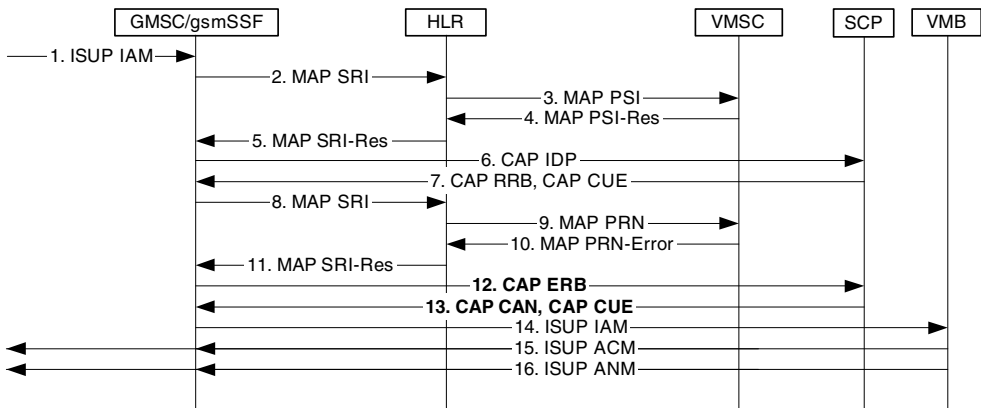 GMSC/gsmSSF HLR VMSC SCP VMB
1. ISUP IAM
2. MAP SRI
3. MAP PSI
4. MAP PSI-Res
5. MAP SRI-Res
6. CAP IDP
7. CAP RRB, CAP CUE
8. MAP SRI
9. MAP PRN
10. MAP PRN-Error
11. MAP SRI-Res
12. CAP ERB
13. CAP CAN, CAP CUE
14. ISUP IAM
15. ISUP ACM
16. ISUP ANM